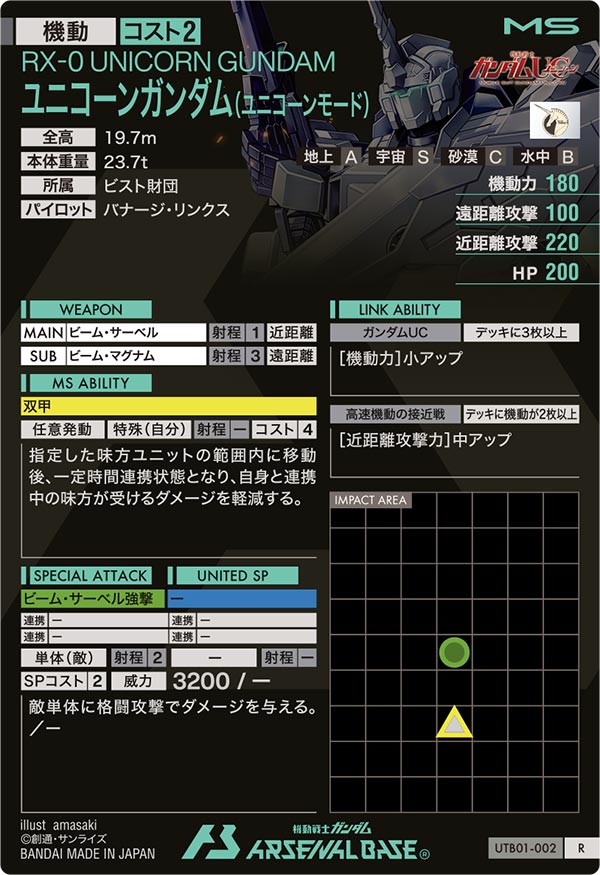 機動 コスト2 MS
RX-0 UNICORN GUNDAM
機動戦士
ガンダムUC
ユニコーンガンダム(ユニコーンモード)
全高 19.7m
本体重量 23.7t
所属 ビスト財団
パイロット バナージ・リンクス
地上 A 宇宙 S 砂漠 C 水中 B
機動力 180
遠距離攻撃 100
近距離攻撃 220
HP 200
WEAPON
MAIN ビーム・サーベル 射程 1 近距離
SUB ビーム・マグナム 射程 3 遠距離
MS ABILITY
双甲
任意発動 特殊(自分) 射程 ー コスト 4
指定した味方ユニットの範囲内に移動
後、一定時間連携状態となり、自身と連携
中の味方が受けるダメージを軽減する。
LINK ABILITY
ガンダムUC デッキに3枚以上
[機動力]小アップ
高速機動の接近戦 デッキに機動が2枚以上
[近距離攻撃力]中アップ
IMPACT AREA
SPECIAL ATTACK UNITED SP
ビーム・サーベル強撃 ー
連携 ー 連携 ー
連携 ー 連携 ー
単体(敵) 射程 2 ー 射程 ー
SPコスト 2 威力 3200 / ー
敵単体に格闘攻撃でダメージを与える。
/ー
illust amasaki
©創通・サンライズ
BANDAI MADE IN JAPAN
機動戦士ガンダム
ARSENAL BASE ®
UTB01-002 R